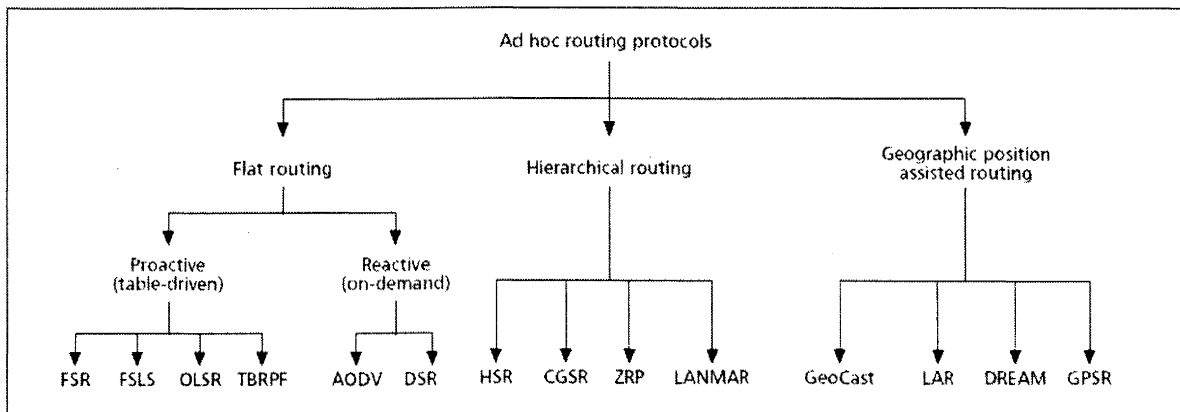 Ad hoc routing protocols
Flat routing
Hierarchical routing
Geographic position
assisted routing
Proactive
(table-driven)
Reactive
(on-demand)
FSR FSLS OLSR TBRPF AODV DSR HSR CGSR ZRP LANMAR GeoCast LAR DREAM GPSR